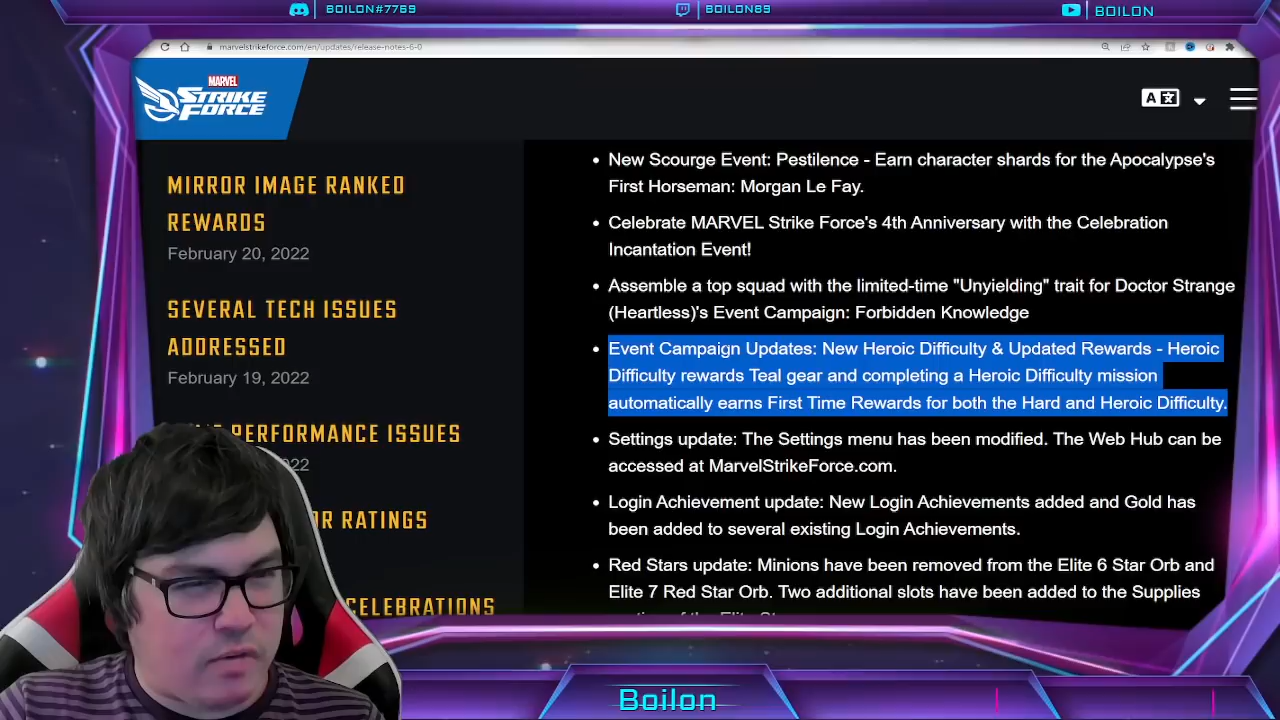 BOILON#7769
BOILON89
BOILON
marvelstrikeforce.com/en/updates/release-notes-6-0
MARVEL
STRIKE
FORCE
A文
MIRROR IMAGE RANKED
REWARDS
February 20, 2022
SEVERAL TECH ISSUES
ADDRESSED
February 19, 2022
PERFORMANCE ISSUES
22
R RATINGS
CELEBRATIONS
• New Scourge Event: Pestilence - Earn character shards for the Apocalypse's
First Horseman: Morgan Le Fay.
• Celebrate MARVEL Strike Force's 4th Anniversary with the Celebration
Incantation Event!
• Assemble a top squad with the limited-time "Unyielding" trait for Doctor Strange
(Heartless)'s Event Campaign: Forbidden Knowledge
• Event Campaign Updates: New Heroic Difficulty & Updated Rewards - Heroic
Difficulty rewards Teal gear and completing a Heroic Difficulty mission
automatically earns First Time Rewards for both the Hard and Heroic Difficulty.
• Settings update: The Settings menu has been modified. The Web Hub can be
accessed at MarvelStrikeForce.com.
• Login Achievement update: New Login Achievements added and Gold has
been added to several existing Login Achievements.
• Red Stars update: Minions have been removed from the Elite 6 Star Orb and
Elite 7 Red Star Orb. Two additional slots have been added to the Supplies
Boilon